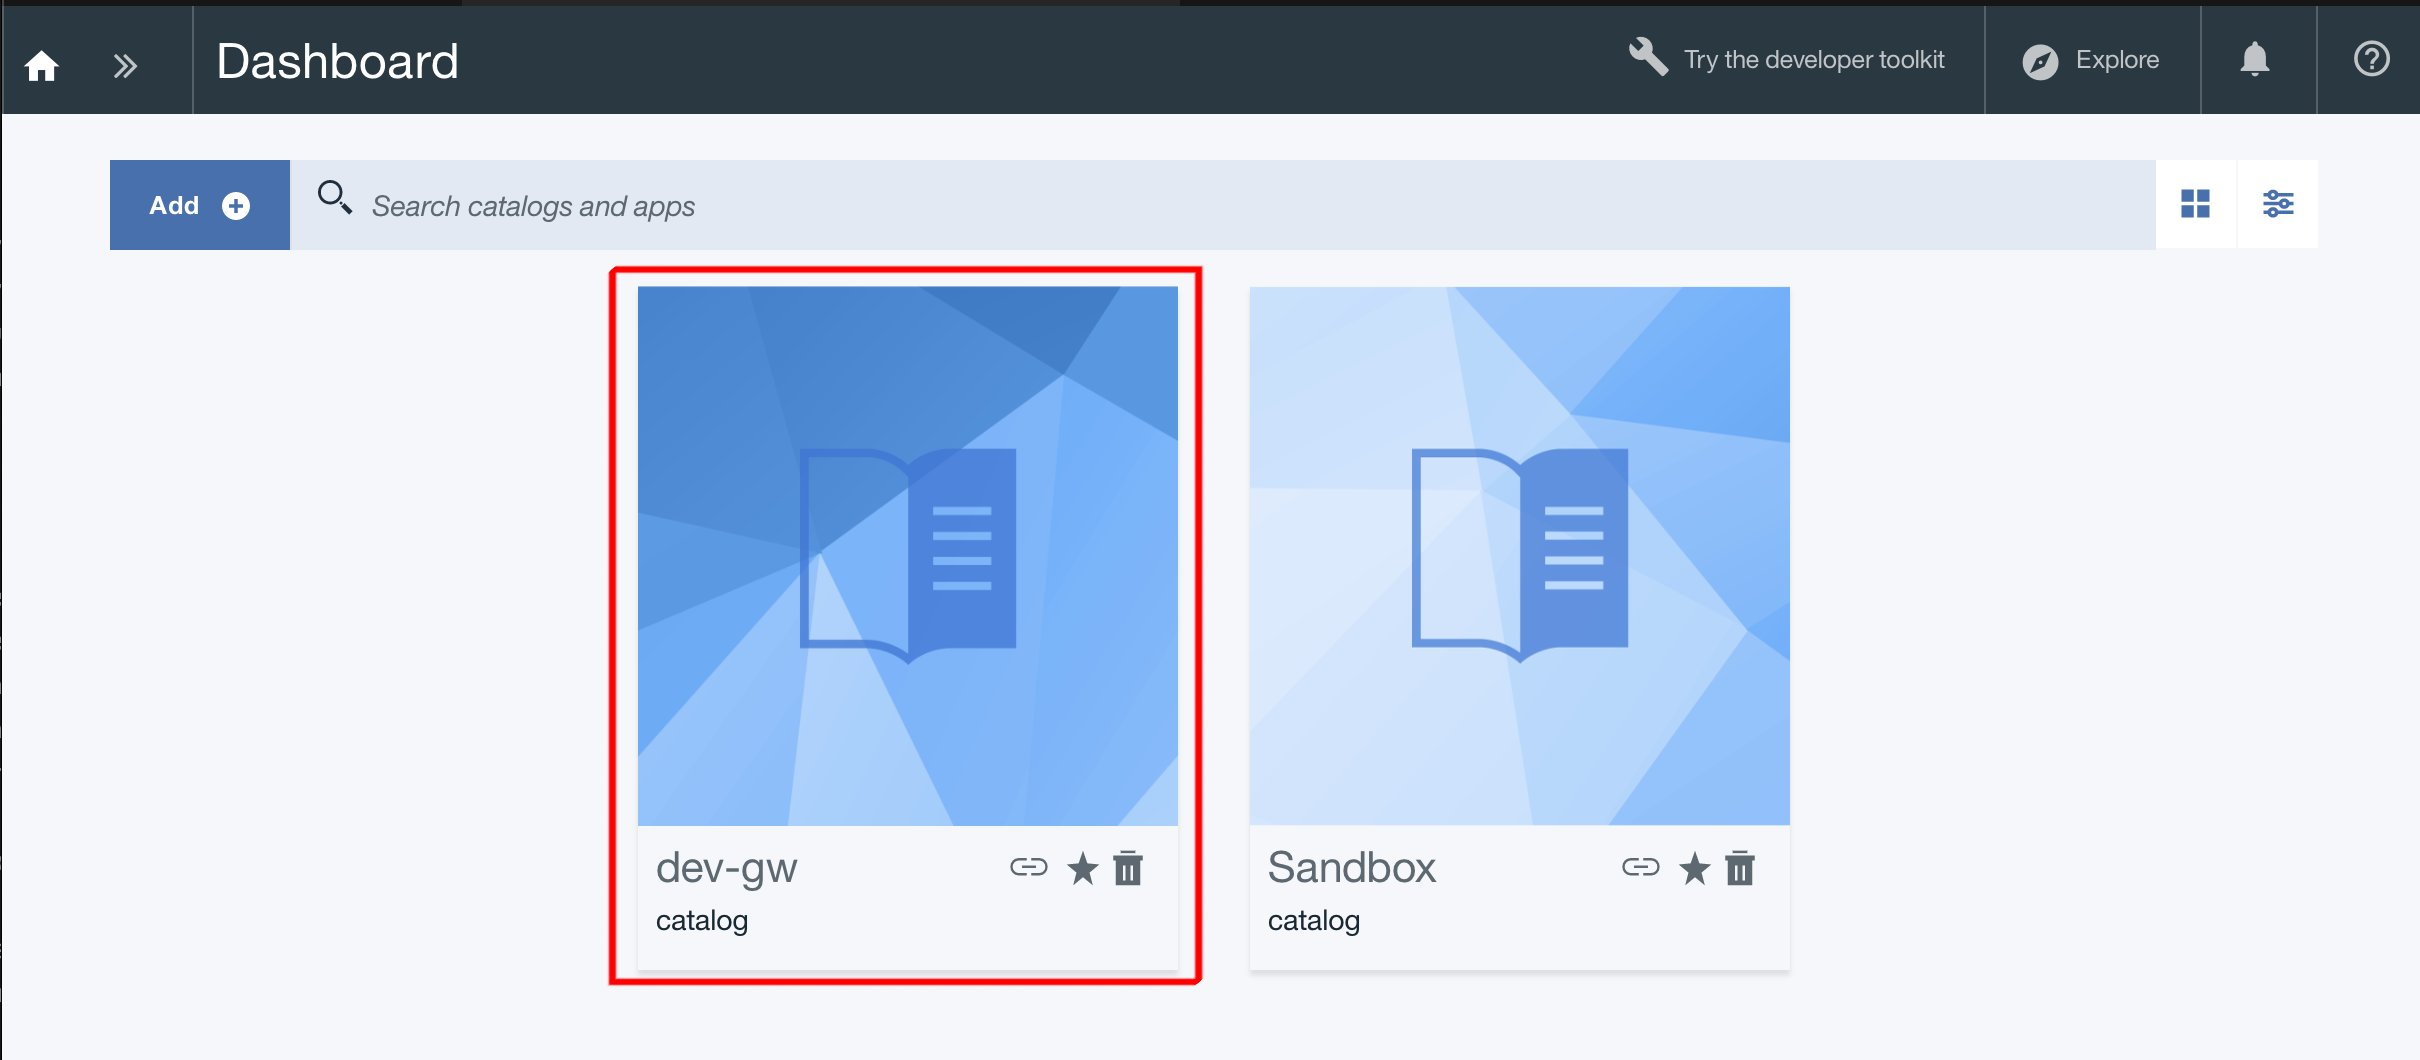 Dashboard
Try the developer toolkit
Explore
Add
Search catalogs and apps
dev-gw
catalog
Sandbox
catalog